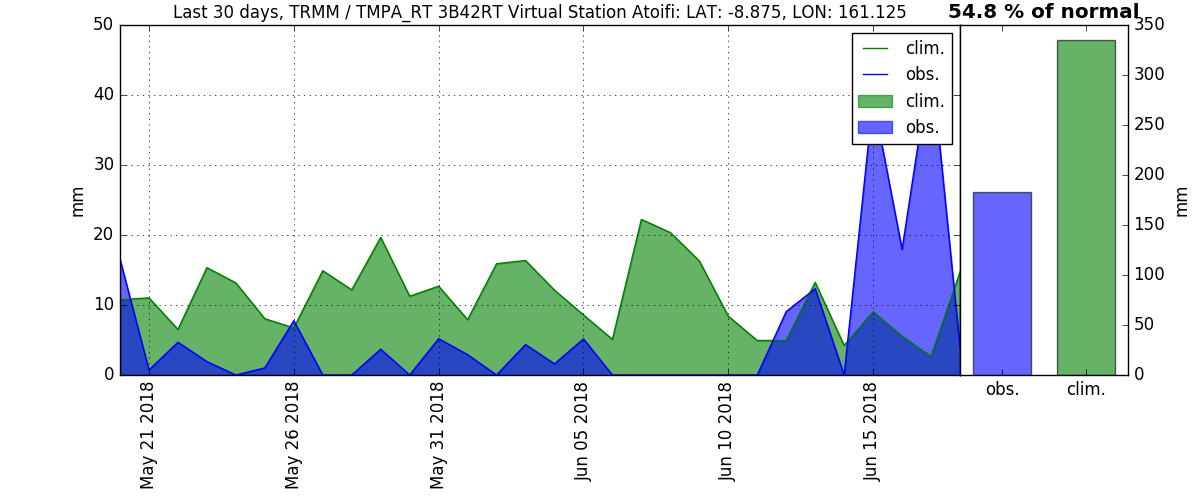 Last 30 days, TRMM / TMPA_RT 3B42RT Virtual Station Atoifi: LAT: -8.875, LON: 161.125
54.8 % of normal
50
40
30
20
10
0
mm
clim.
obs.
clim.
obs.
May 21 2018
May 26 2018
May 31 2018
Jun 05 2018
Jun 10 2018
Jun 15 2018
350
300
250
200
150
100
50
0
mm
obs.
clim.